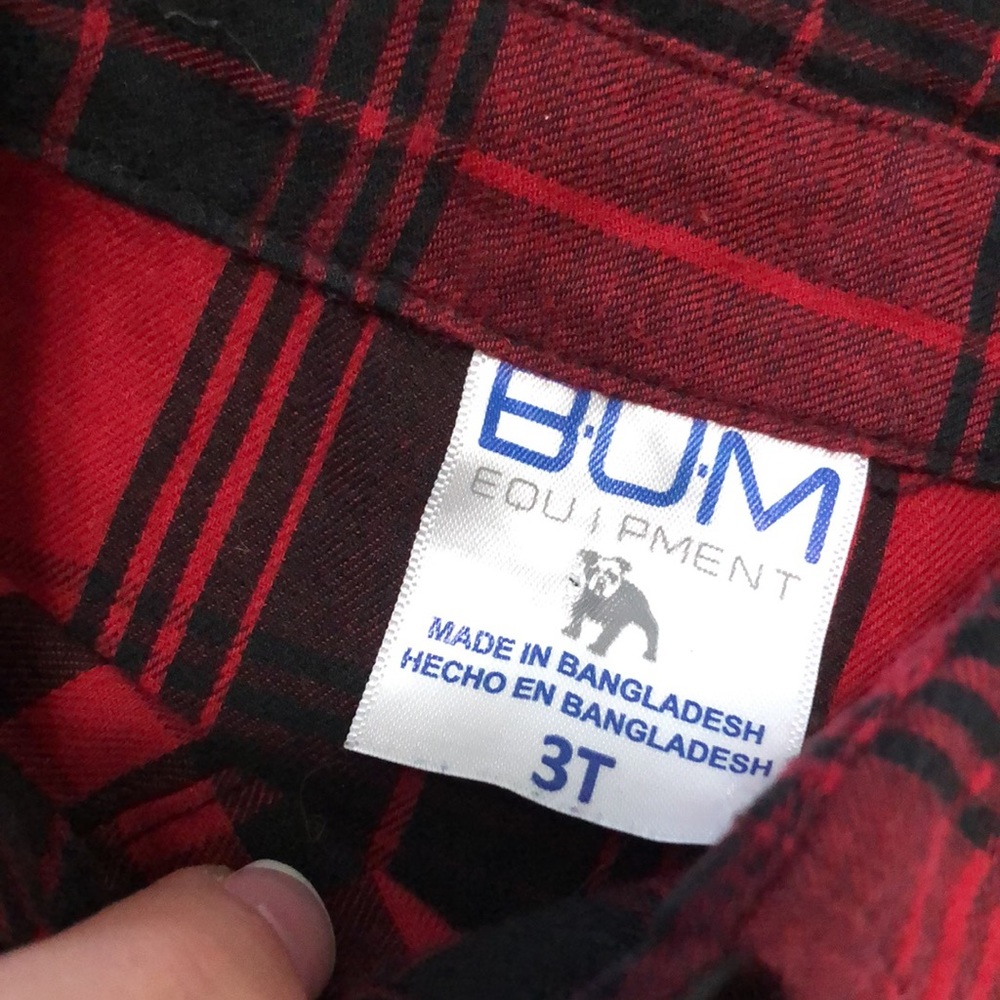 B.U.M
EQUIPMENT
MADE IN BANGLADESH
HECHO EN BANGLADESH
3T